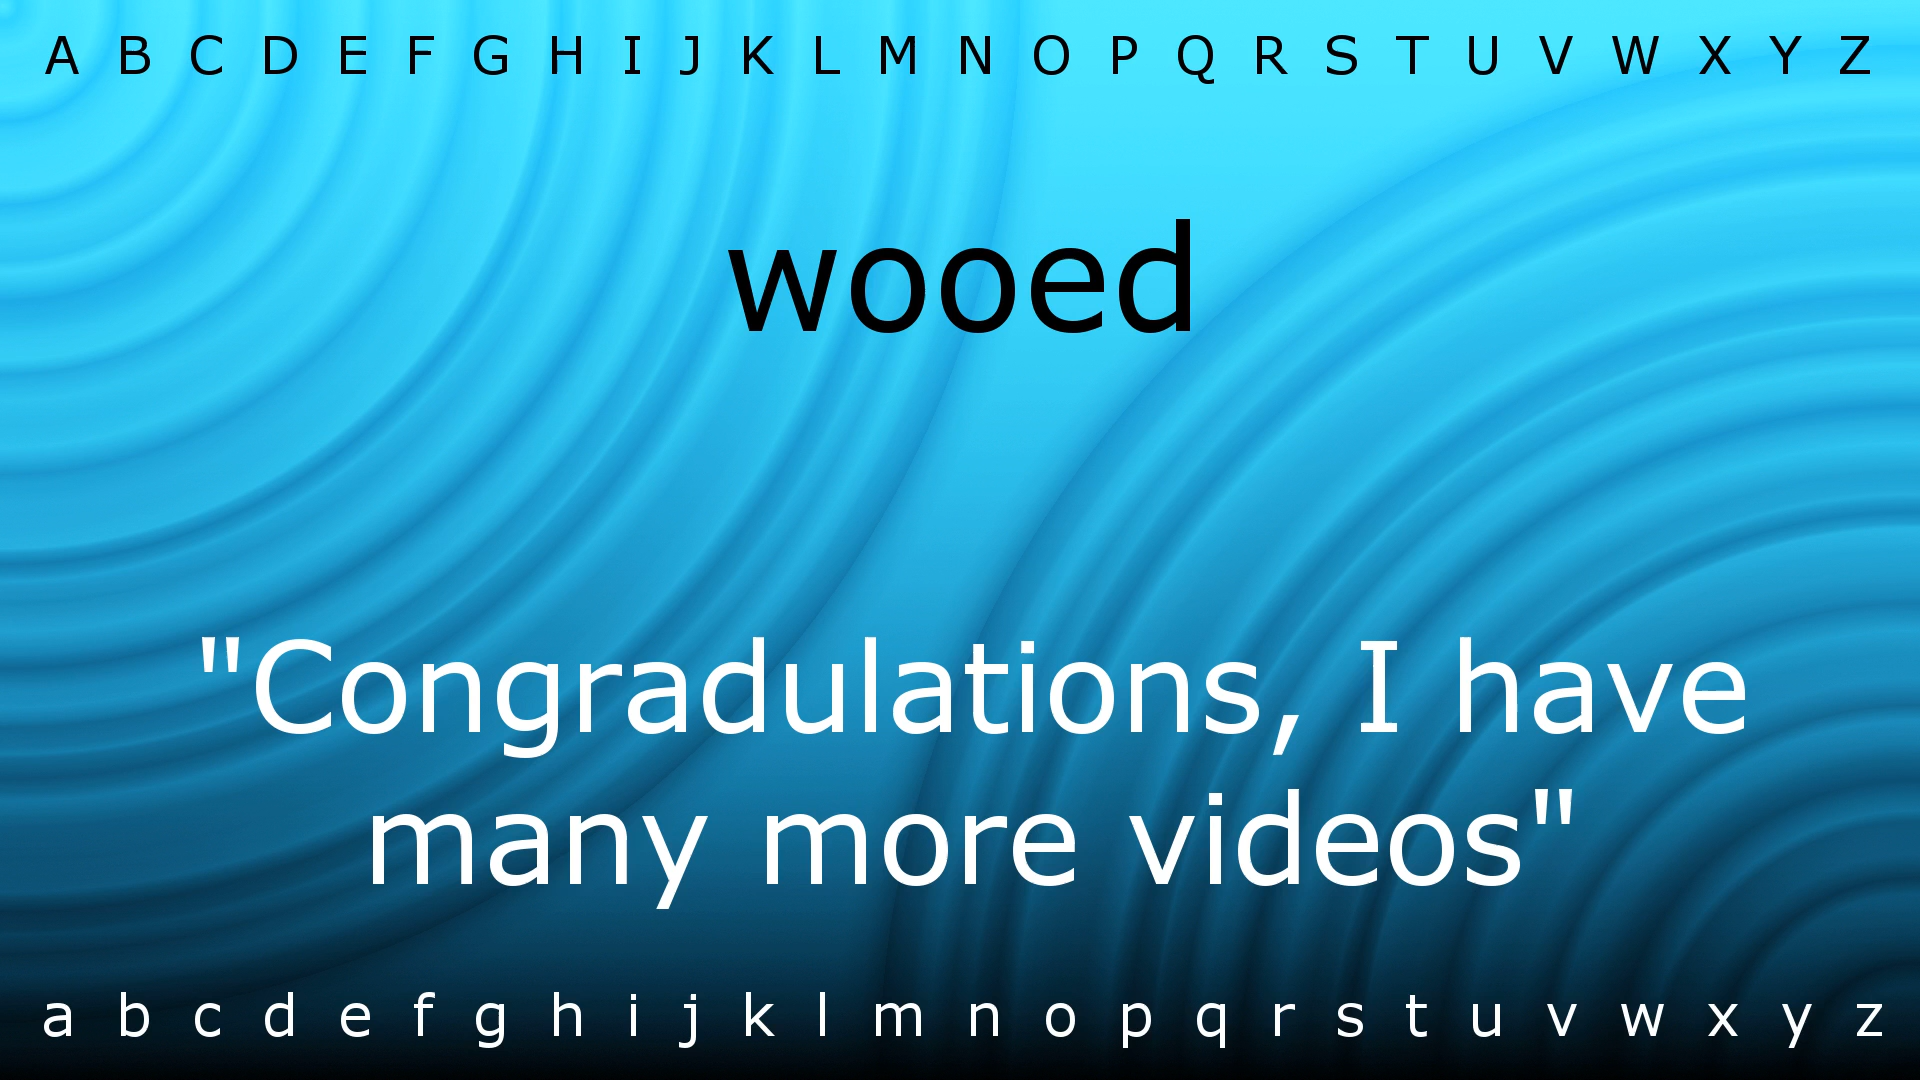 A B C D E F G H I J K L M N O P Q R S T U V W X Y Z
wooed
"Congradulations, I have
many more videos"
a b c d e f g h i j k l m n o p q r s t u v w x y z